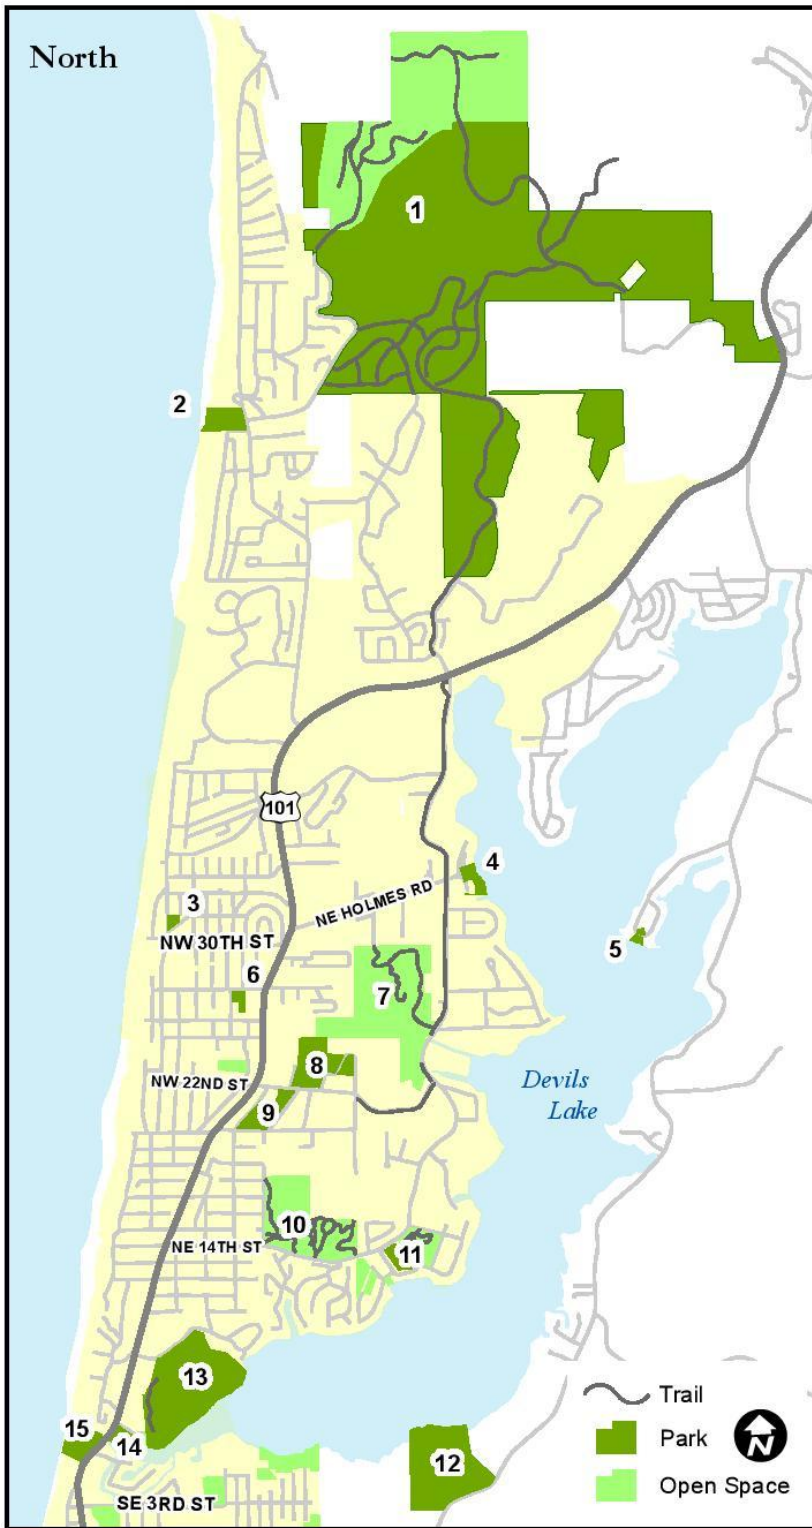 North
1
2
101
4
3
NE HOLMES RD
NW 30TH ST
5
6
7
8
NW 22ND ST
9
Devils
Lake
10
NE 14TH ST
11
13
Trail
15
14
Park
N
12
Open Space
SE 3RD ST